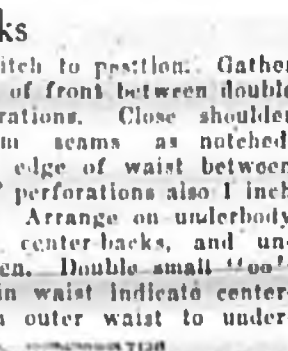 ks
itch to position. Gather
of front between double
rations. Close shoulder
m seams as notched
edge of waist between
" perforations also 1 inch
Arrange on underbody
center-backs, and un-
en. Double small "oo"
in waist indicate center-
outer waist to under-